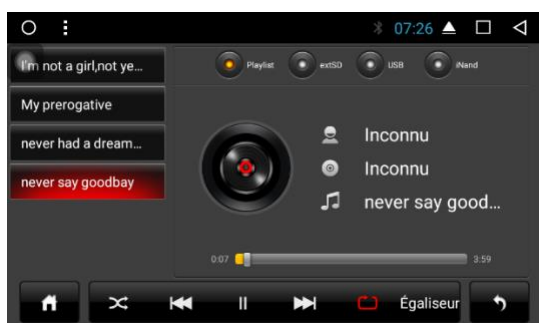 07:26
I'm not a girl,not ye...
My prerogative
never had a dream...
never say goodbay
Playlist
extSD
USB
iNand
Inconnu
Inconnu
never say good...
0:07
3:59
Égaliseur